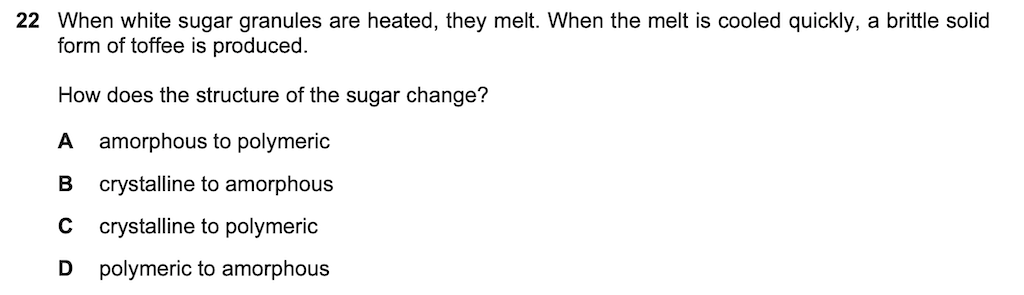 22 When white sugar granules are heated, they melt. When the melt is cooled quickly, a brittle solid
form of toffee is produced.
How does the structure of the sugar change?
A amorphous to polymeric
B crystalline to amorphous
C crystalline to polymeric
D polymeric to amorphous